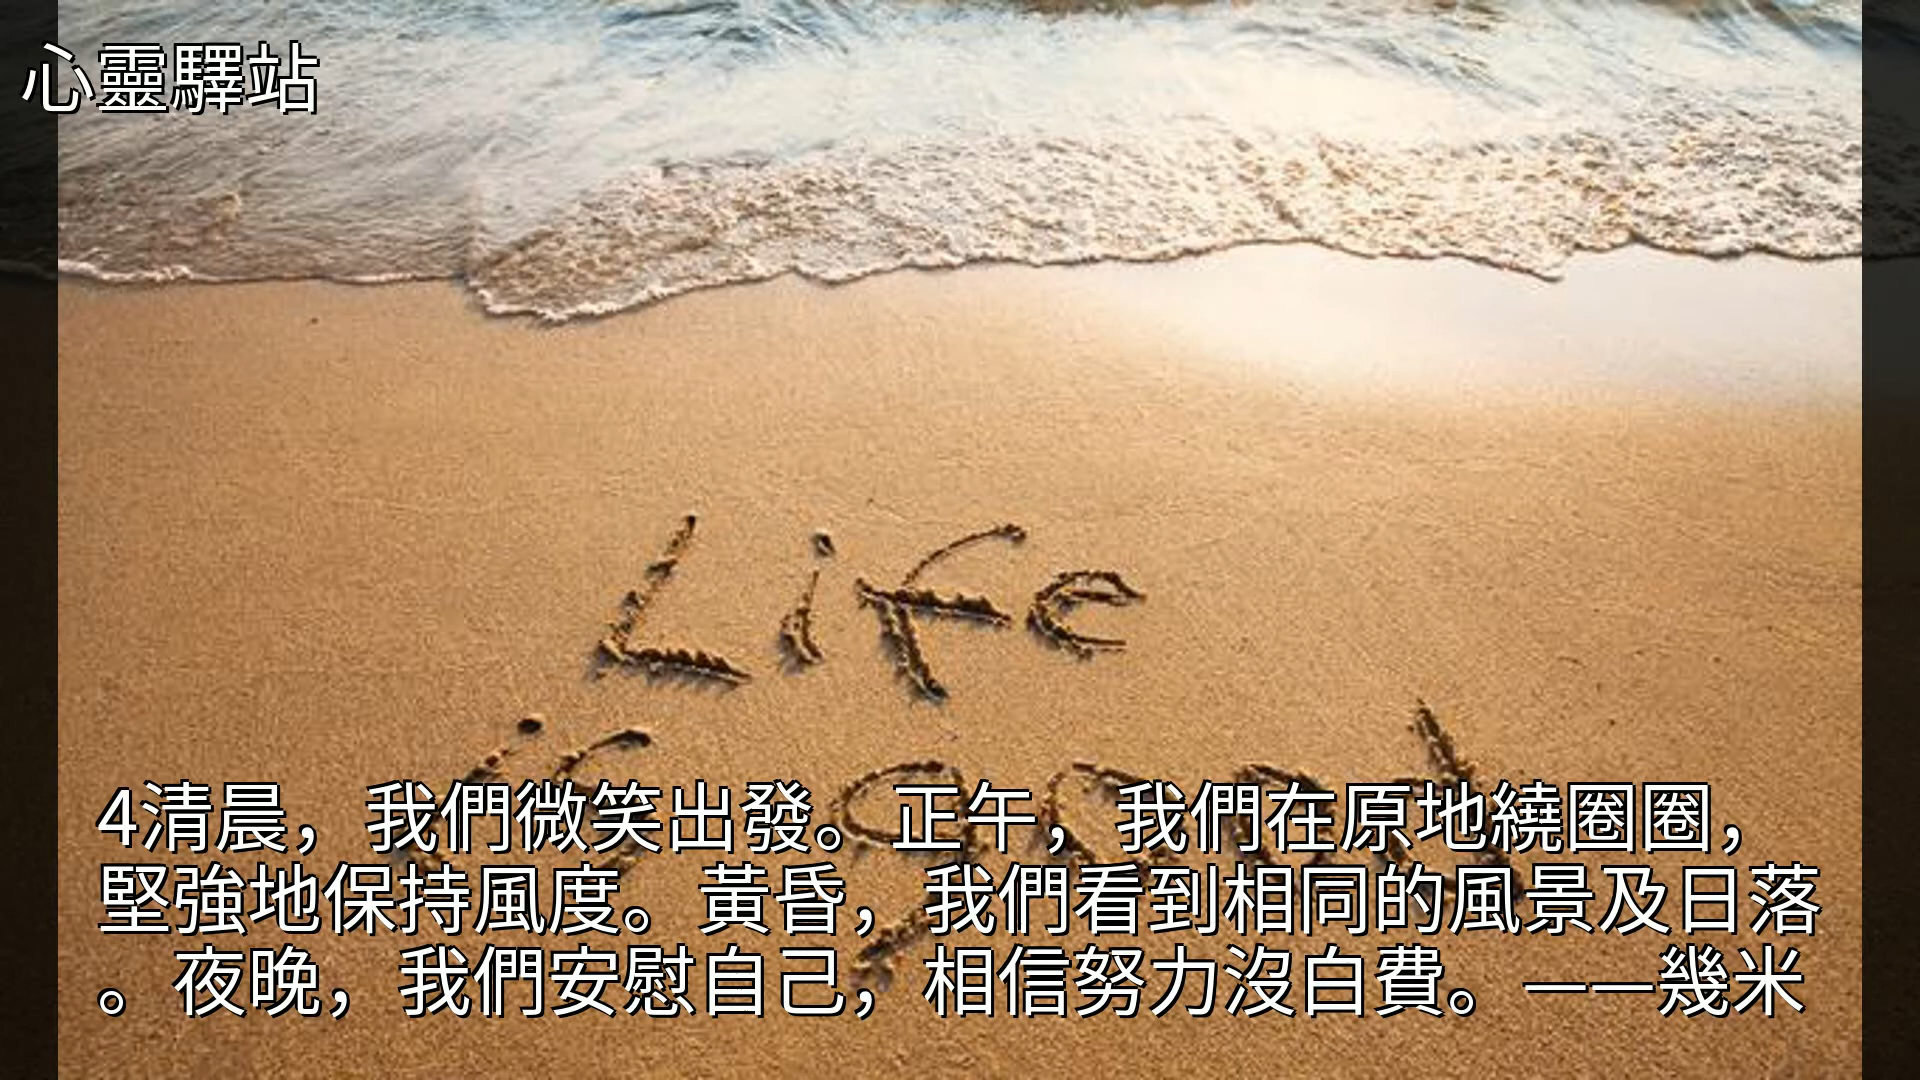 心靈驛站
Life
is good
4清晨，我們微笑出發。正午，我們在原地繞圈圈，
堅強地保持風度。黃昏，我們看到相同的風景及日落
。夜晚，我們安慰自己，相信努力沒白費。——幾米